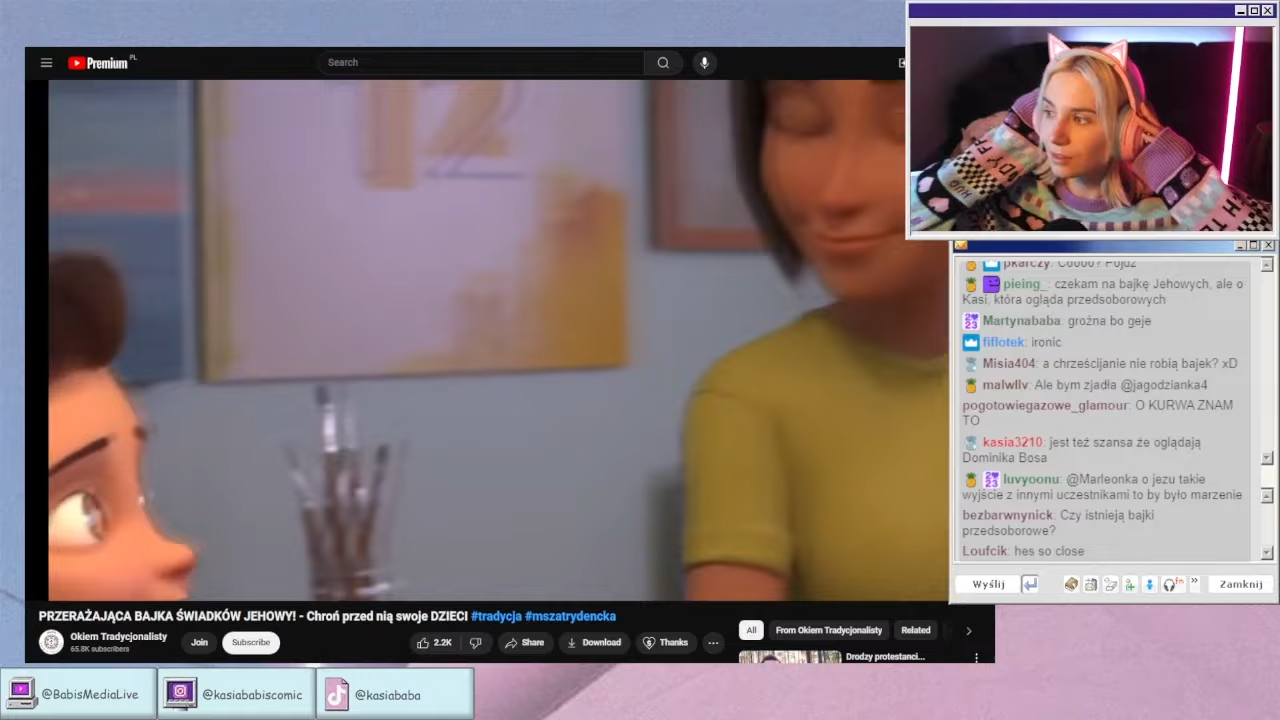 Premium PL
Search
12
pkarczy: Cooo? Pójdź
pieing_: czekam na bajkę Jehowych, ale o
Kasi, która ogląda przedsoborowych
Martynababa: groźna bo geje
fiflotek: ironic
Misia404: a chrześcijanie nie robią bajek? xD
malwllv: Ale bym zjadła @jagodzianka4
pogotowiegazowe_glamour: O KURWA ZNAM
TO
kasia3210: jest też szansa że oglądają
Dominika Bosa
luvyoonu: @Marleonka o jezu takie
wyjście z innymi uczestnikami to by było marzenie
bezbarwnynick: Czy istnieją bajki
przedsoborowe?
Loufcik: hes so close
Wyślij
Zamknij
PRZERAŻAJĄCA BAJKA ŚWIADKÓW JEHOWY! - Chroń przed nią swoje DZIECI #tradycja #mszatrydencka
Okiem Tradycjonalisty
65.8K subscribers
Join
Subscribe
2.2K
Share
Download
Thanks
All
From Okiem Tradycjonalisty
Related
Drodzy protestanci...
@BabisMediaLive
@kasiababiscomic
@kasiababa